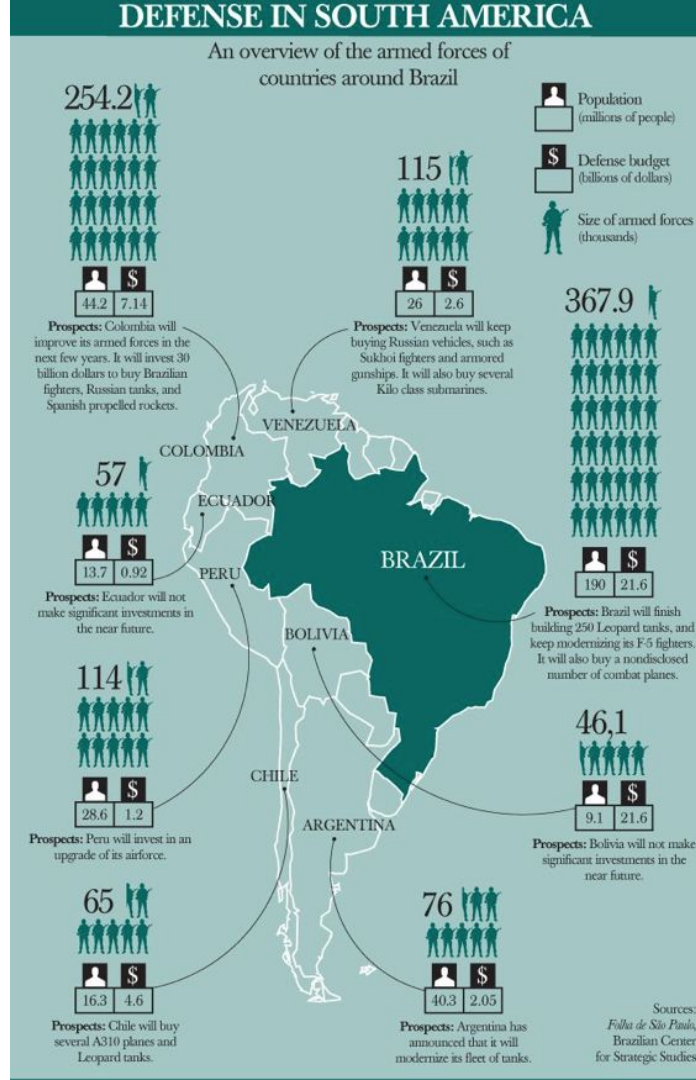 DEFENSE IN SOUTH AMERICA
An overview of the armed forces of
countries around Brazil
Population
(millions of people)
$
Defense budget
(billions of dollars)
Size of armed forces
(thousands)
254.2
$
44.2 7.14
Prospects: Colombia will
improve its armed forces in the
next few years. It will invest 30
billion dollars to buy Brazilian
fighters, Russian tanks, and
Spanish propelled rockets.
115
$
26 2.6
Prospects: Venezuela will keep
buying Russian vehicles, such as
Sukhoi fighters and armored
gunships. It will also buy several
Kilo class submarines.
367.9
$
190 21.6
Prospects: Brazil will finish
building 250 Leopard tanks, and
keep modernizing its F-5 fighters.
It will also buy a nondisclosed
number of combat planes.
57
$
13.7 0.92
Prospects: Ecuador will not
make significant investments in
the near future.
114
$
28.6 1.2
Prospects: Peru will invest in an
upgrade of its airforce.
65
$
16.3 4.6
Prospects: Chile will buy
several A310 planes and
Leopard tanks.
VENEZUELA
COLOMBIA
ECUADOR
PERU
BRAZIL
BOLIVIA
CHILE
ARGENTINA
46,1
$
9.1 21.6
Prospects: Bolivia will not make
significant investments in the
near future.
76
$
40.3 2.05
Prospects: Argentina has
announced that it will
modernize its fleet of tanks.
Sources:
Folha de São Paulo,
Brazilian Center
for Strategic Studies